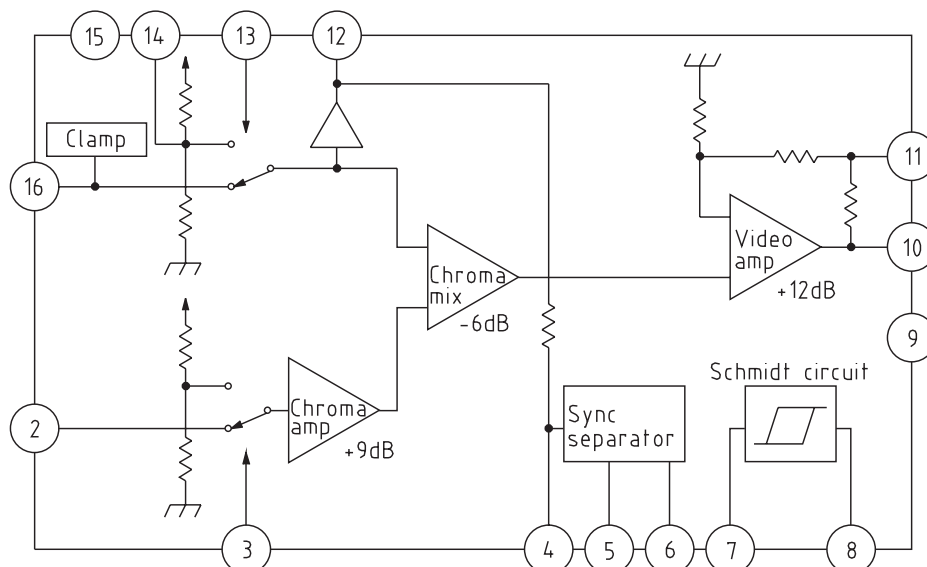 15
14
13
12
Clamp
16
11
Video
amp
+12dB
10
Chroma
mix
-6dB
9
Schmidt circuit
2
Chroma
amp
+9dB
Sync
separator
3
4
5
6
7
8